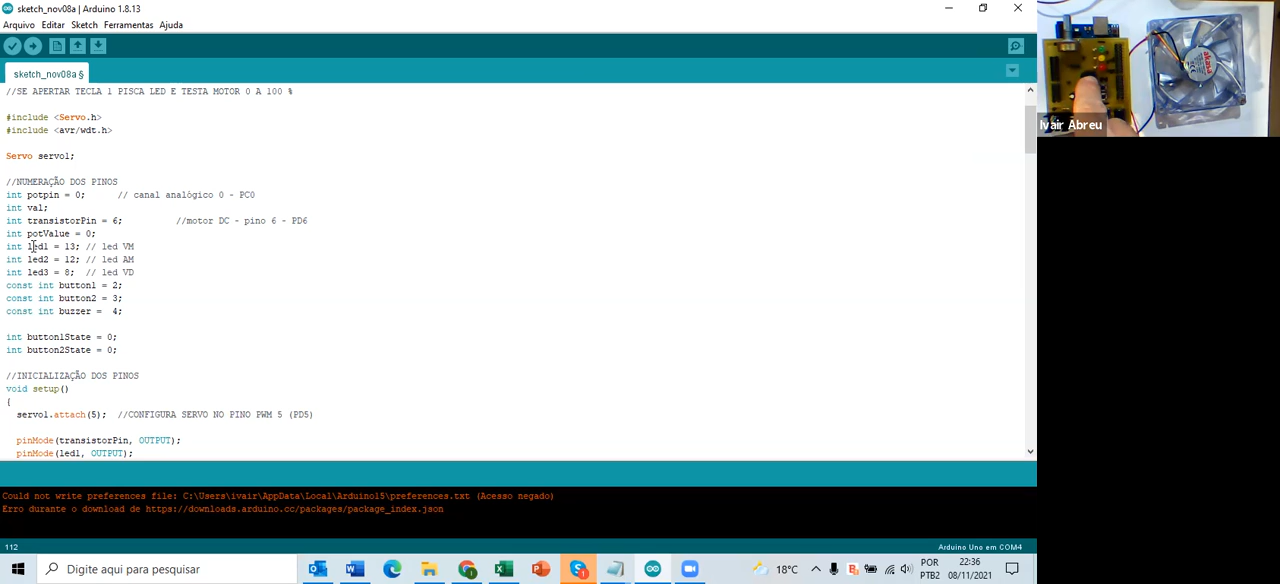 sketch_nov08a | Arduino 1.8.13
Arquivo Editar Sketch Ferramentas Ajuda
sketch_nov08a §
//SE APERTAR TECLA 1 PISCA LED E TESTA MOTOR 0 A 100 %
#include <Servo.h>
#include <avr/wdt.h>
Servo servo1;
//NUMERAÇÃO DOS PINOS
int potpin = 0; // canal analógico 0 - PC0
int val;
int transistorPin = 6; //motor DC - pino 6 - PD6
int potValue = 0;
int led1 = 13; // led VM
int led2 = 12; // led AM
int led3 = 8; // led VD
const int button1 = 2;
const int button2 = 3;
const int buzzer = 4;
int button1State = 0;
int button2State = 0;
//INICIALIZAÇÃO DOS PINOS
void setup()
{
servo1.attach(5); //CONFIGURA SERVO NO PINO PWM 5 (PD5)
pinMode(transistorPin, OUTPUT);
pinMode(led1, OUTPUT);
Could not write preferences file: C:\Users\ivair\AppData\Local\Arduino15\preferences.txt (Acesso negado)
Erro durante o download de https://downloads.arduino.cc/packages/package_index.json
112
Arduino Uno em COM4
Digite aqui para pesquisar
18°C
POR
PTB2
22:36
08/11/2021
akasa
Ivair Abreu